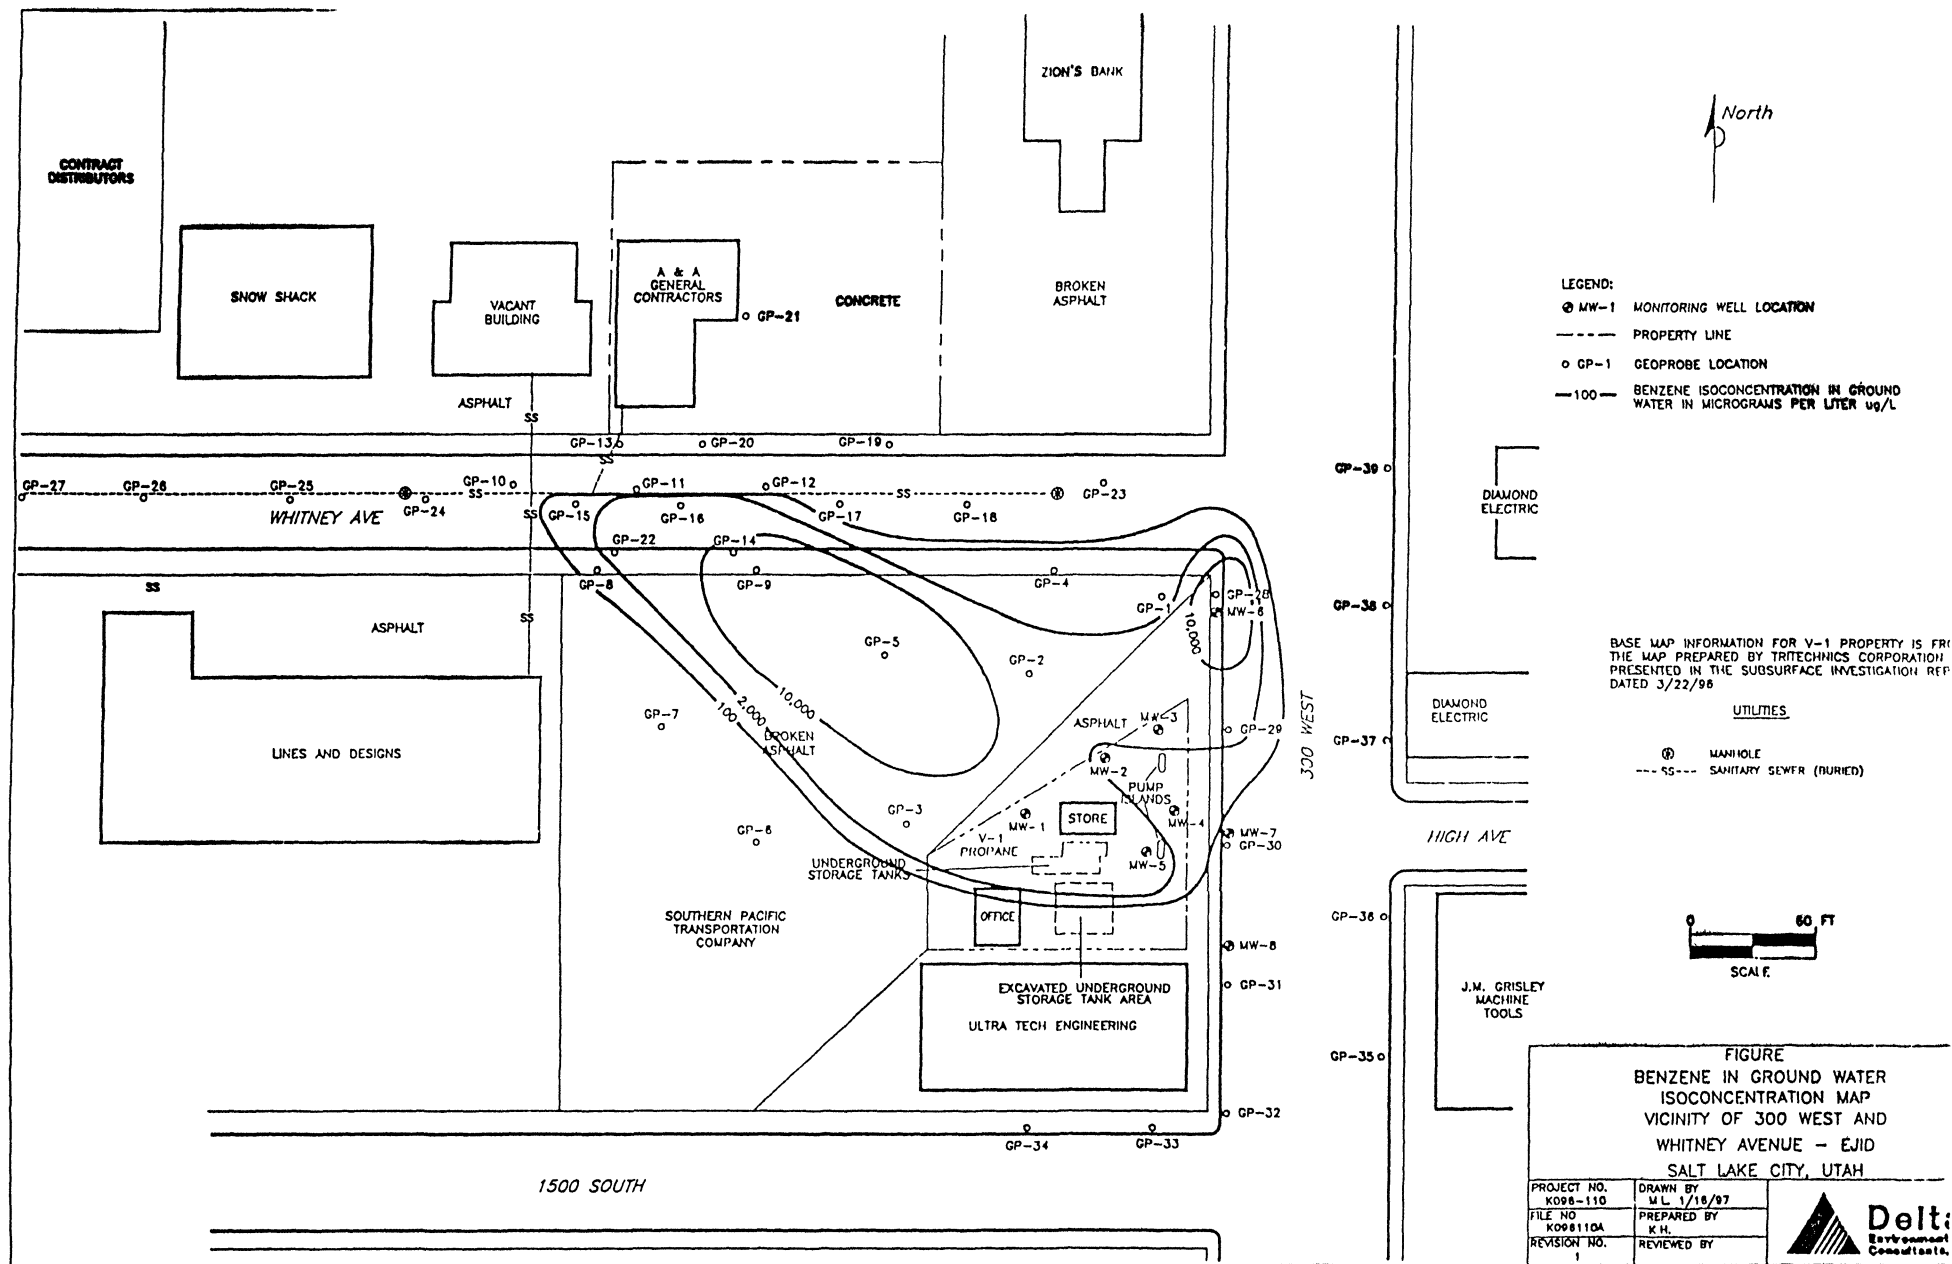 ZION'S BANK
North
CONTRACT
DISTRIBUTORS
SNOW SHACK
VACANT
BUILDING
A & A
GENERAL
CONTRACTORS
CONCRETE
GP-21
BROKEN
ASPHALT
ASPHALT
SS
LEGEND:
MW-1 MONITORING WELL LOCATION
PROPERTY LINE
GP-1 GEOPROBE LOCATION
100 BENZENE ISOCONCENTRATION IN GROUND
WATER IN MICROGRAMS PER LITER ug/L
GP-13
GP-20
GP-19
SS
GP-39
GP-27
GP-26
GP-25
GP-24
SS
GP-10
GP-11
GP-12
SS
GP-23
WHITNEY AVE
SS
GP-15
GP-16
GP-17
GP-18
DIAMOND
ELECTRIC
GP-22
GP-14
SS
GP-8
GP-9
GP-4
GP-1
GP-28
MW-6
10,000
GP-38
SS
ASPHALT
GP-5
GP-2
BASE MAP INFORMATION FOR V-1 PROPERTY IS
THE MAP PREPARED BY TRITECHNICS CORPORATION
PRESENTED IN THE SUBSURFACE INVESTIGATION
DATED 3/22/96
GP-7
100
2,000
10,000
BROKEN
ASPHALT
ASPHALT
MW-3
GP-29
300 WEST
GP-37
DIAMOND
ELECTRIC
UTILITIES
MANHOLE
SS SANITARY SEWER (BURIED)
LINES AND DESIGNS
MW-2
PUMP
ISLANDS
GP-3
GP-6
MW-1
STORE
MW-4
V-1
PROPANE
MW-5
MW-7
GP-30
HIGH AVE
UNDERGROUND
STORAGE TANKS
SOUTHERN PACIFIC
TRANSPORTATION
COMPANY
OFFICE
GP-36
0 60 FT
SCALE
MW-8
EXCAVATED UNDERGROUND
STORAGE TANK AREA
GP-31
ULTRA TECH ENGINEERING
J.M. GRISLEY
MACHINE
TOOLS
GP-35
GP-32
GP-34
GP-33
1500 SOUTH
FIGURE
BENZENE IN GROUND WATER
ISOCONCENTRATION MAP
VICINITY OF 300 WEST AND
WHITNEY AVENUE - EJID
SALT LAKE CITY, UTAH
PROJECT NO.
K096-110
DRAWN BY
M.L. 1/16/97
FILE NO
K096110A
PREPARED BY
K.H.
REVISION NO.
1
REVIEWED BY
Delta
Environmental
Consultants,